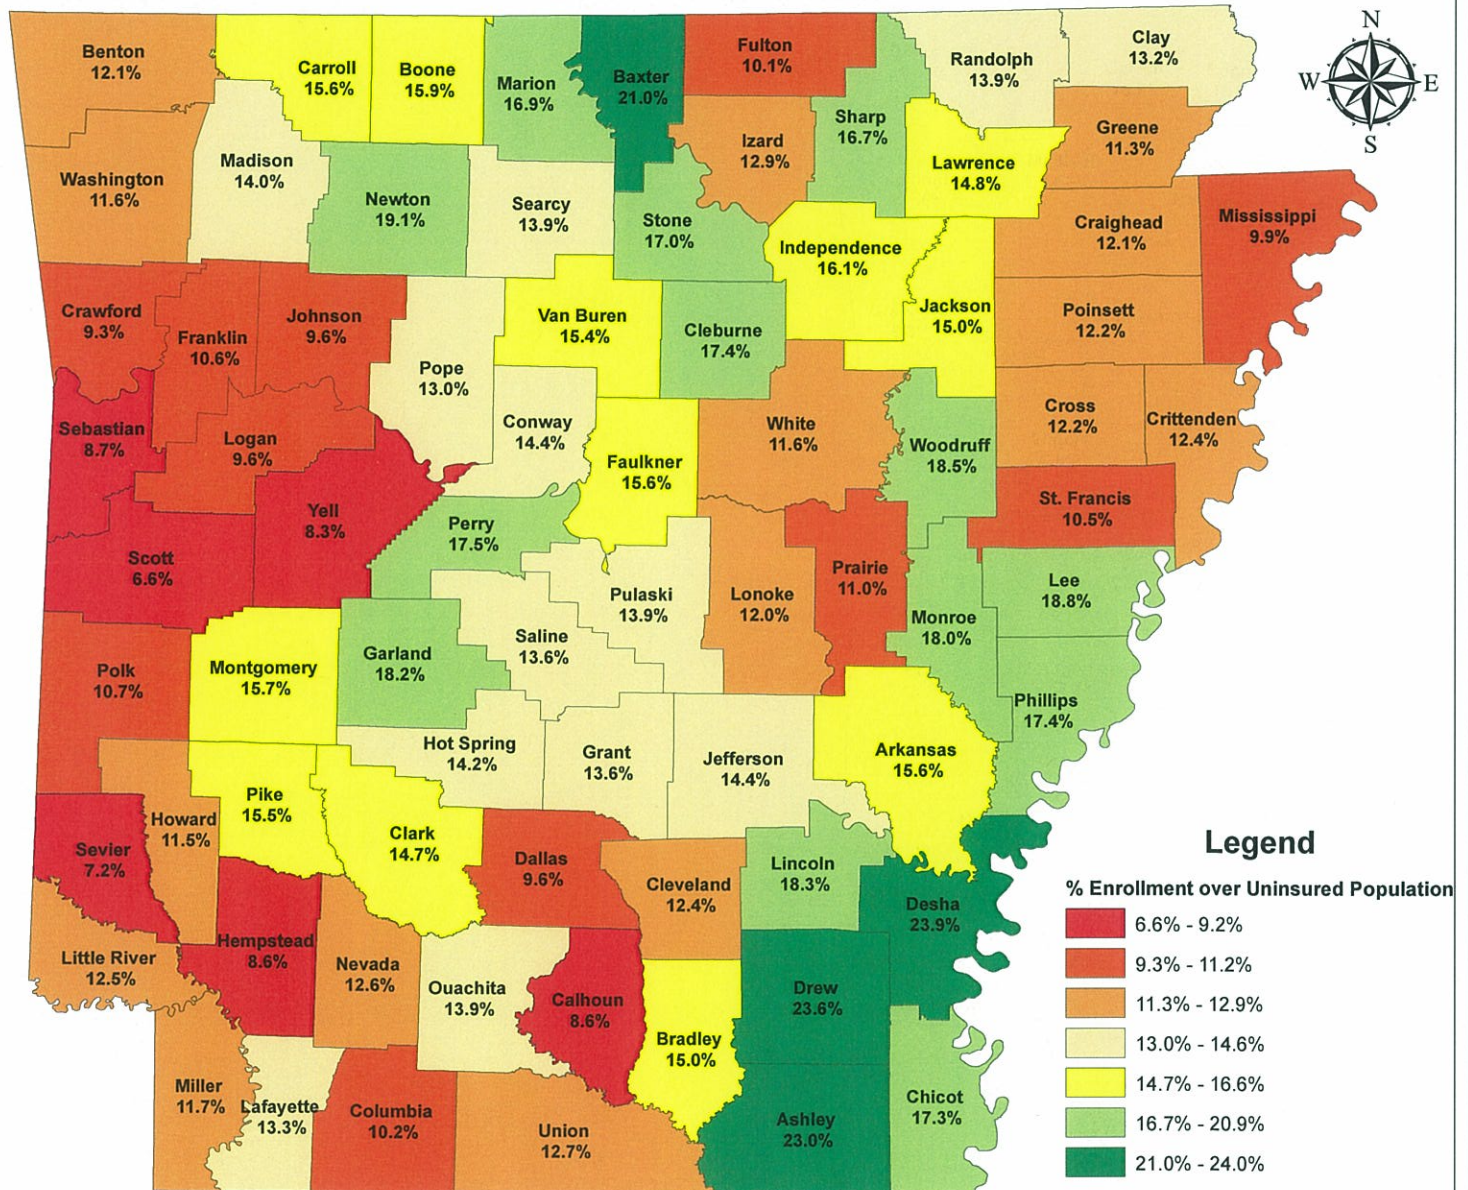 N
W
E
S
Benton
12.1%
Carroll
15.6%
Boone
15.9%
Marion
16.9%
Baxter
21.0%
Fulton
10.1%
Sharp
16.7%
Randolph
13.9%
Clay
13.2%
Greene
11.3%
Washington
11.6%
Madison
14.0%
Newton
19.1%
Searcy
13.9%
Stone
17.0%
Izard
12.9%
Lawrence
14.8%
Independence
16.1%
Craighead
12.1%
Mississippi
9.9%
Jackson
15.0%
Poinsett
12.2%
Crawford
9.3%
Franklin
10.6%
Johnson
9.6%
Pope
13.0%
Van Buren
15.4%
Cleburne
17.4%
Sebastian
8.7%
Logan
9.6%
Conway
14.4%
Faulkner
15.6%
White
11.6%
Woodruff
18.5%
Cross
12.2%
Crittenden
12.4%
St. Francis
10.5%
Yell
8.3%
Perry
17.5%
Scott
6.6%
Pulaski
13.9%
Lonoke
12.0%
Prairie
11.0%
Monroe
18.0%
Lee
18.8%
Polk
10.7%
Montgomery
15.7%
Garland
18.2%
Saline
13.6%
Phillips
17.4%
Hot Spring
14.2%
Grant
13.6%
Jefferson
14.4%
Arkansas
15.6%
Howard
11.5%
Pike
15.5%
Clark
14.7%
Sevier
7.2%
Dallas
9.6%
Cleveland
12.4%
Lincoln
18.3%
Desha
23.9%
Little River
12.5%
Hempstead
8.6%
Nevada
12.6%
Ouachita
13.9%
Calhoun
8.6%
Bradley
15.0%
Drew
23.6%
Miller
11.7%
Lafayette
13.3%
Columbia
10.2%
Union
12.7%
Ashley
23.0%
Chicot
17.3%
Legend
% Enrollment over Uninsured Population
6.6% - 9.2%
9.3% - 11.2%
11.3% - 12.9%
13.0% - 14.6%
14.7% - 16.6%
16.7% - 20.9%
21.0% - 24.0%